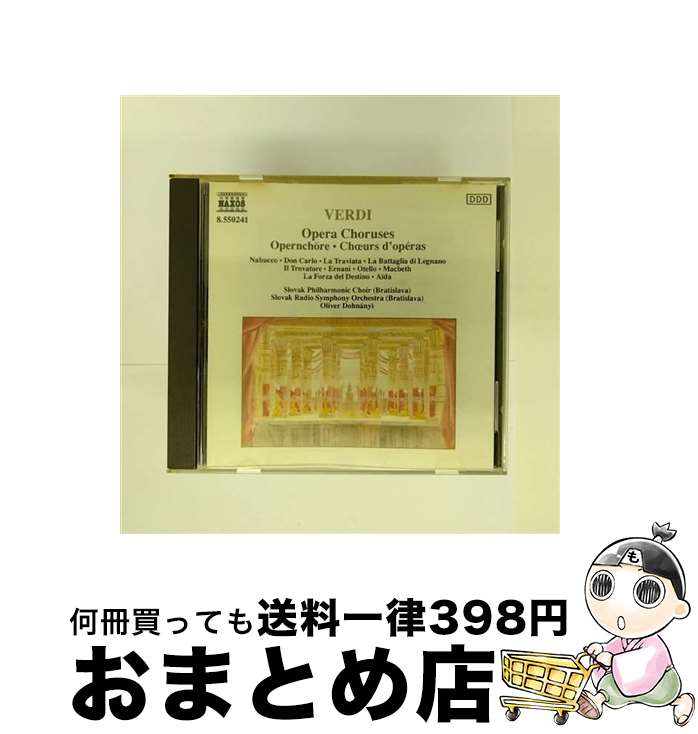 NAXOS
8.550241
DDD
VERDI
Opera Choruses
Opernchöre • Chœurs d'opéras
Nabucco • Don Carlo • La Traviata • La Battaglia di Legnano
Il Trovatore • Ernani • Otello • Macbeth
La Forza del Destino • Aida
Slovak Philharmonic Choir (Bratislava)
Slovak Radio Symphony Orchestra (Bratislava)
Oliver Dohnányi
も
何冊買っても送料一律398円
おまとめ店